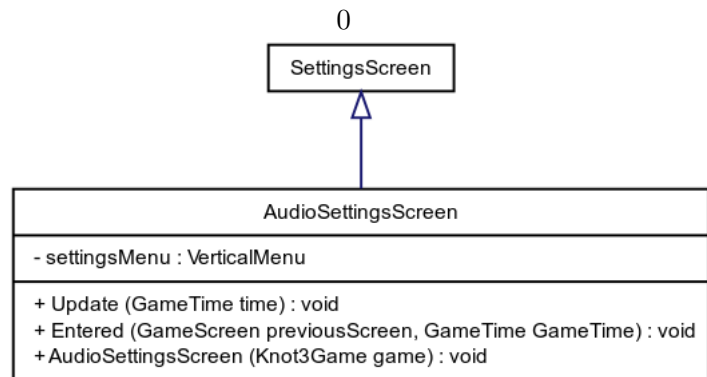 0
SettingsScreen
AudioSettingsScreen
- settingsMenu : VerticalMenu
+ Update (GameTime time) : void
+ Entered (GameScreen previousScreen, GameTime GameTime) : void
+ AudioSettingsScreen (Knot3Game game) : void